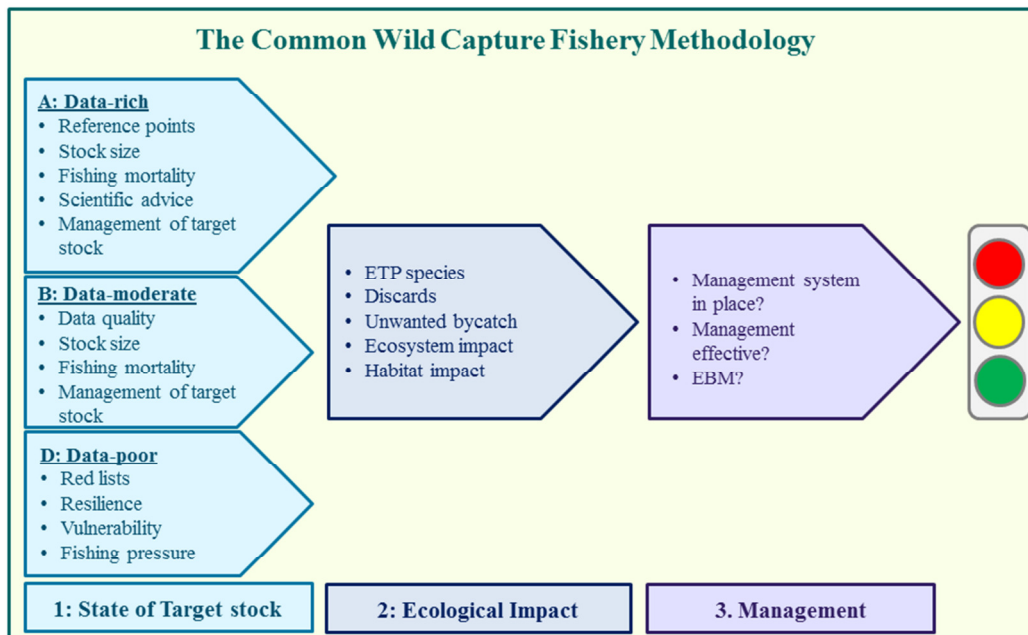 The Common Wild Capture Fishery Methodology
A: Data-rich
• Reference points
• Stock size
• Fishing mortality
• Scientific advice
• Management of target
stock
B: Data-moderate
• Data quality
• Stock size
• Fishing mortality
• Management of target
stock
D: Data-poor
• Red lists
• Resilience
• Vulnerability
• Fishing pressure
1: State of Target stock
• ETP species
• Discards
• Unwanted bycatch
• Ecosystem impact
• Habitat impact
2: Ecological Impact
• Management system
in place?
• Management
effective?
• EBM?
3. Management